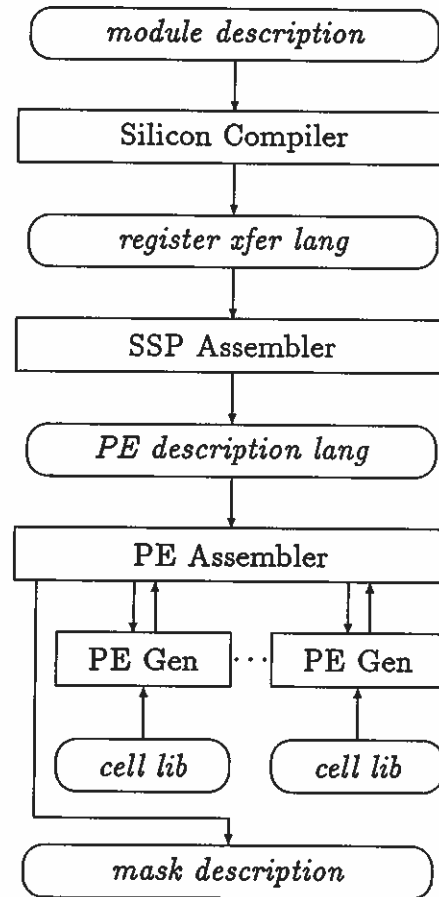 module description
Silicon Compiler
register xfer lang
SSP Assembler
PE description lang
PE Assembler
PE Gen ··· PE Gen
cell lib cell lib
mask description